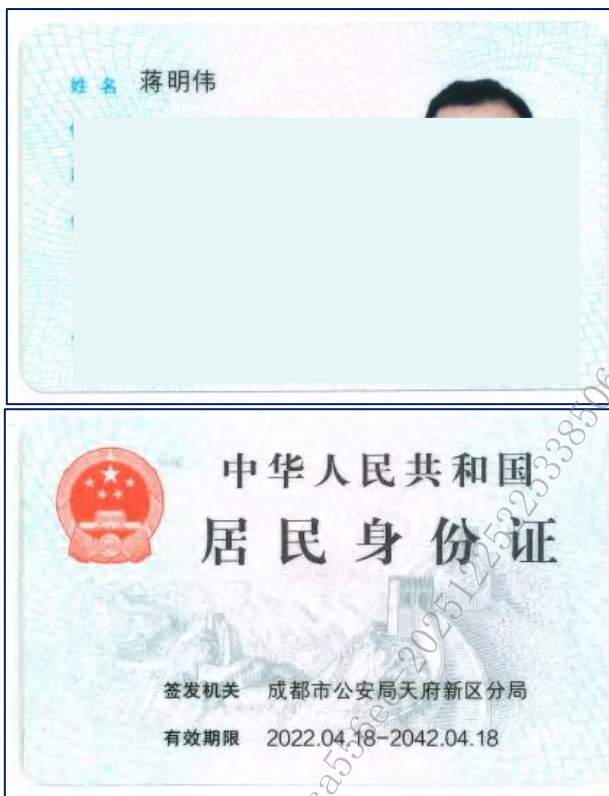 姓 名 蒋明伟
中华人民共和国
居民身份证
签发机关 成都市公安局天府新区分局
有效期限 2022.04.18-2042.04.18